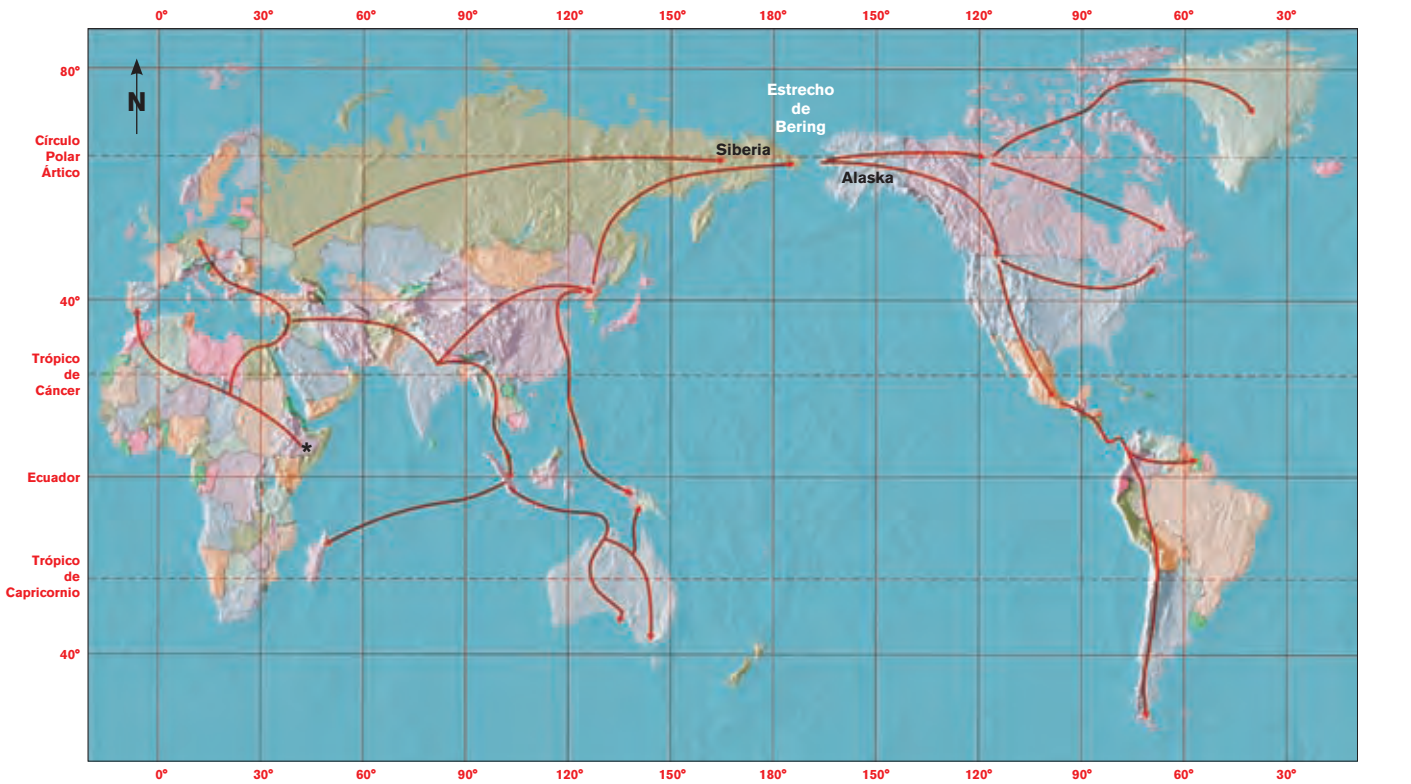 0° 30° 60° 90° 120° 150° 180° 150° 120° 90° 60° 30°
80°
N
Estrecho
de
Bering
Círculo
Polar
Ártico
Siberia
Alaska
40°
Trópico
de
Cáncer
*
Ecuador
Trópico
de
Capricornio
40°
0° 30° 60° 90° 120° 150° 180° 150° 120° 90° 60° 30°